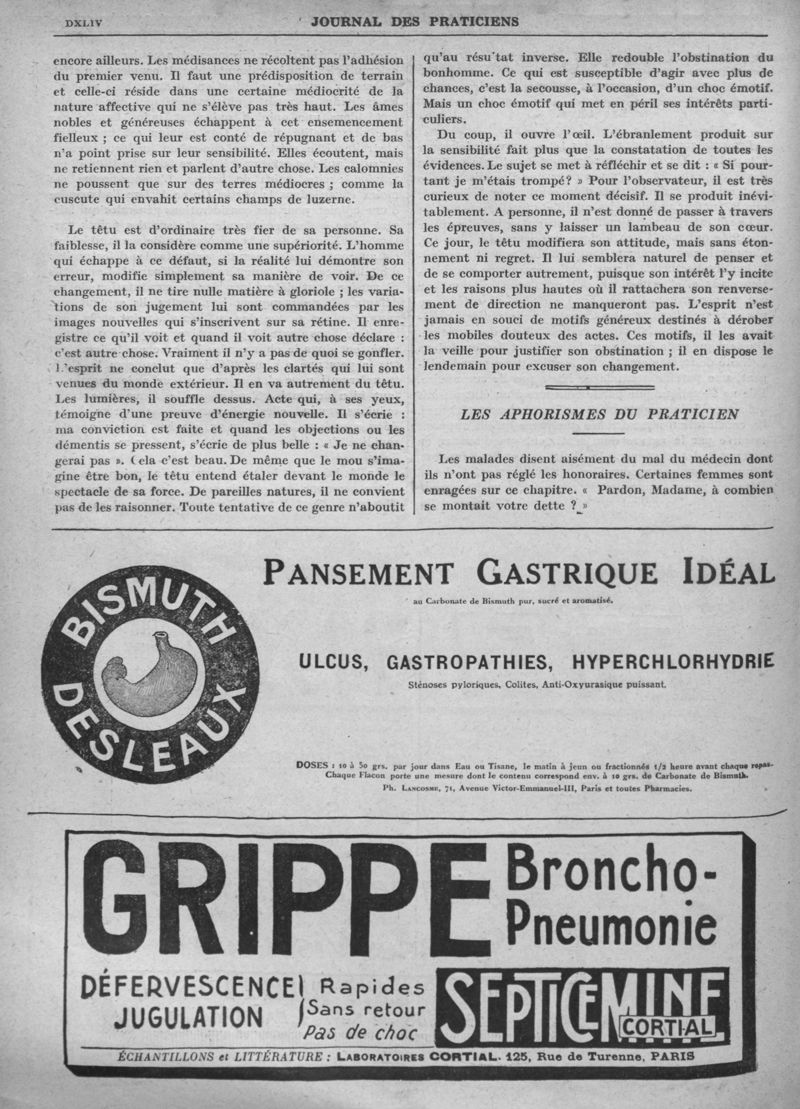 DXLIV
JOURNAL DES PRATICIENS
encore ailleurs. Les médisances ne récoltent pas l'adhésion
du premier venu. Il faut une prédisposition de terrain
et celle-ci réside dans une certaine médiocrité de la
nature affective qui ne s'élève pas très haut. Les âmes
nobles et généreuses échappent à cet ensemencement
fielleux ; ce qui leur est conté de répugnant et de bas
n'a point prise sur leur sensibilité. Elles écoutent, mais
ne retiennent rien et parlent d'autre chose. Les calomnies
ne poussent que sur des terres médiocres ; comme la
cuscute qui envahit certains champs de luzerne.
Le têtu est d'ordinaire très fier de sa personne. Sa
faiblesse, il la considère comme une supériorité. L'homme
qui échappe à ce défaut, si la réalité lui démontre son
erreur, modifie simplement sa manière de voir. De ce
changement, il ne tire nulle matière à gloriole ; les varia-
tions de son jugement lui sont commandées par les
images nouvelles qui s'inscrivent sur sa rétine. Il enre-
gistre ce qu'il voit et quand il voit autre chose déclare :
c'est autre chose. Vraiment il n'y a pas de quoi se gonfler.
L'esprit ne conclut que d'après les clartés qui lui sont
venues du monde extérieur. Il en va autrement du têtu.
Les lumières, il souffle dessus. Acte qui, à ses yeux,
témoigne d'une preuve d'énergie nouvelle. Il s'écrie :
ma conviction est faite et quand les objections ou les
démentis se pressent, s'écrie de plus belle : « Je ne chan-
gerai pas ». Cela c'est beau. De même que le mou s'ima-
gine être bon, le têtu entend étaler devant le monde le
spectacle de sa force. De pareilles natures, il ne convient
pas de les raisonner. Toute tentative de ce genre n'aboutit
qu'au résu'tat inverse. Elle redouble l'obstination du
bonhomme. Ce qui est susceptible d'agir avec plus de
chances, c'est la secousse, à l'occasion, d'un choc émotif.
Mais un choc émotif qui met en péril ses intérêts parti-
culiers.
Du coup, il ouvre l'œil. L'ébranlement produit sur
la sensibilité fait plus que la constatation de toutes les
évidences. Le sujet se met à réfléchir et se dit : « Si pour-
tant je m'étais trompé? » Pour l'observateur, il est très
curieux de noter ce moment décisif. Il se produit inévi-
tablement. A personne, il n'est donné de passer à travers
les épreuves, sans y laisser un lambeau de son cœur.
Ce jour, le têtu modifiera son attitude, mais sans éton-
nement ni regret. Il lui semblera naturel de penser et
de se comporter autrement, puisque son intérêt l'y incite
et les raisons plus hautes où il rattachera son renverse-
ment de direction ne manqueront pas. L'esprit n'est
jamais en souci de motifs généreux destinés à dérober
les mobiles douteux des actes. Ces motifs, il les avait
la veille pour justifier son obstination ; il en dispose le
lendemain pour excuser son changement.
LES APHORISMES DU PRATICIEN
Les malades disent aisément du mal du médecin dont
ils n'ont pas réglé les honoraires. Certaines femmes sont
enragées sur ce chapitre. « Pardon, Madame, à combien
se montait votre dette ? »
BISMUTH
DESLEAUX
PANSEMENT GASTRIQUE IDÉAL
au Carbonate de Bismuth pur, sucré et aromatisé.
ULCUS, GASTROPATHIES, HYPERCHLORHYDRIE
Sténoses pyloriques, Colites, Anti-Oxyurasique puissant.
DOSES : 10 à 50 grs. par jour dans Eau ou Tisane, le matin à jeun ou fractionnés 1/2 heure avant chaque repas-
Chaque Flacon porte une mesure dont le contenu correspond env. à 10 grs. de Carbonate de Bismuth.
Ph. LANCOSME, 71, Avenue Victor-Emmanuel-III, Paris et toutes Pharmacies.
GRIPPE
Broncho-
Pneumonie
DÉFERVESCENCE
JUGULATION
Rapides
Sans retour
Pas de choc
SEPTICEMINE
CORTIAL
ÉCHANTILLONS et LITTÉRATURE : LABORATOIRES CORTIAL. 125, Rue de Turenne, PARIS